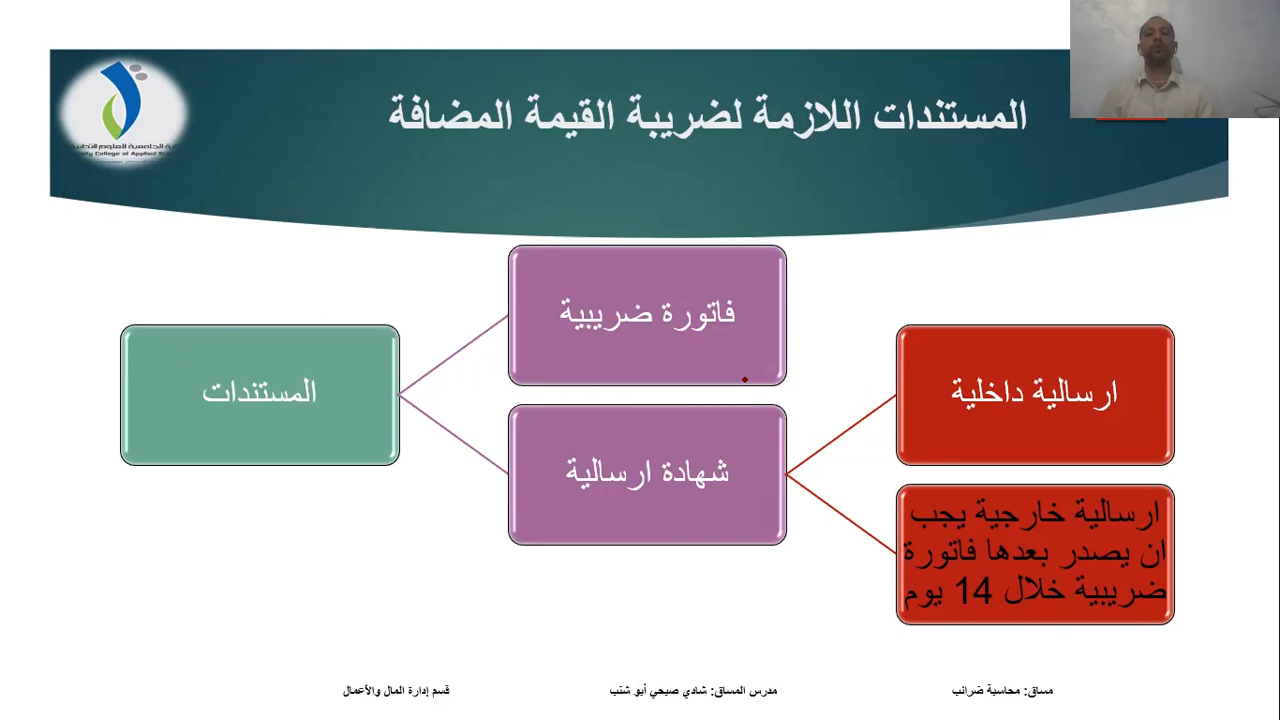 المستندات اللازمة لضريبة القيمة المضافة
المستندات
فاتورة ضريبية
شهادة ارسالية
ارسالية داخلية
ارسالية خارجية يجب
ان يصدر بعدها فاتورة
ضريبية خلال 14 يوم
مساق: محاسبة ضرائب
مدرس المساق: شادي صبحي أبو شنب
قسم إدارة المال والأعمال